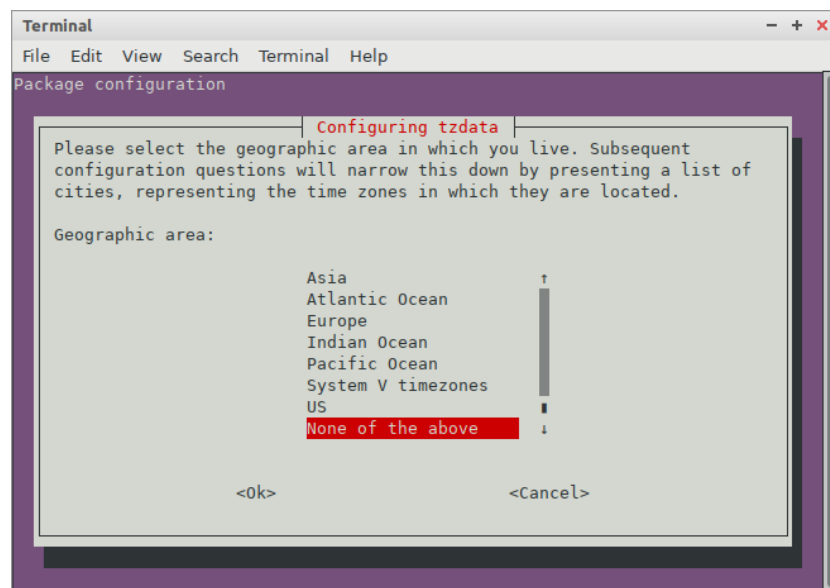 Terminal
File Edit View Search Terminal Help
Package configuration
Configuring tzdata
Please select the geographic area in which you live. Subsequent
configuration questions will narrow this down by presenting a list of
cities, representing the time zones in which they are located.
Geographic area:
Asia
Atlantic Ocean
Europe
Indian Ocean
Pacific Ocean
System V timezones
US
None of the above
<Ok> <Cancel>